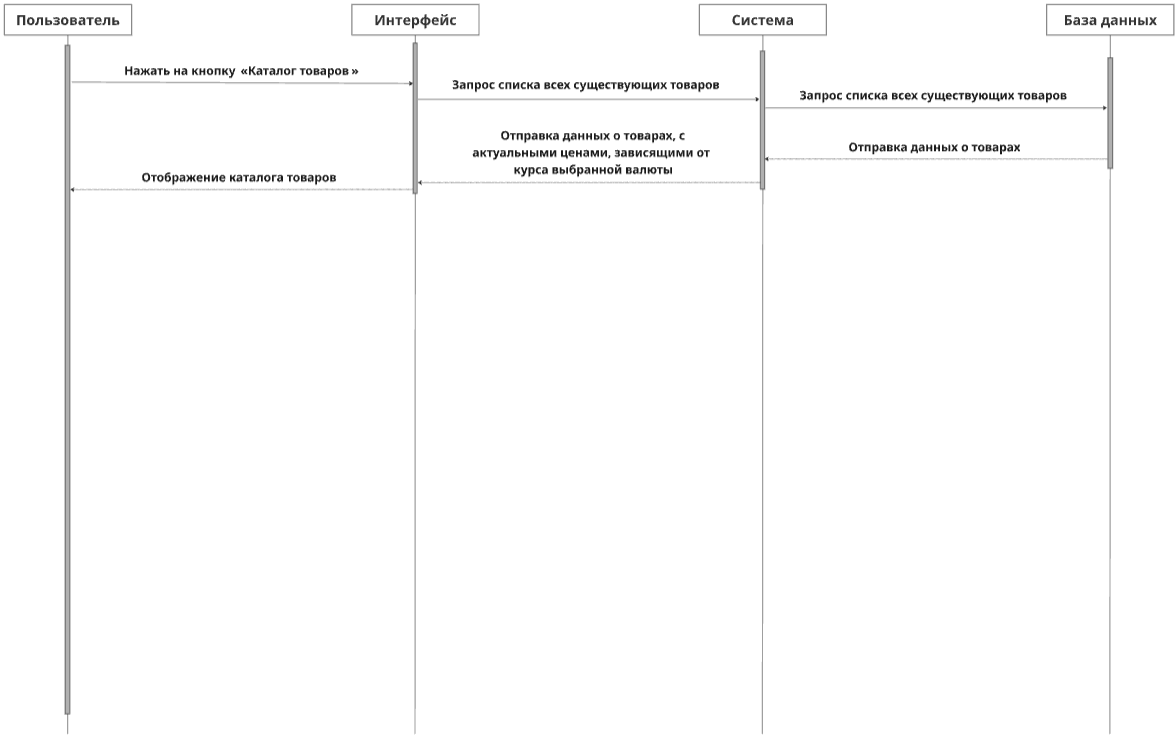 Пользователь
Интерфейс
Система
База данных
Нажать на кнопку «Каталог товаров»
Запрос списка всех существующих товаров
Запрос списка всех существующих товаров
Отправка данных о товарах, с
актуальными ценами, зависящими от
курса выбранной валюты
Отправка данных о товарах
Отображение каталога товаров